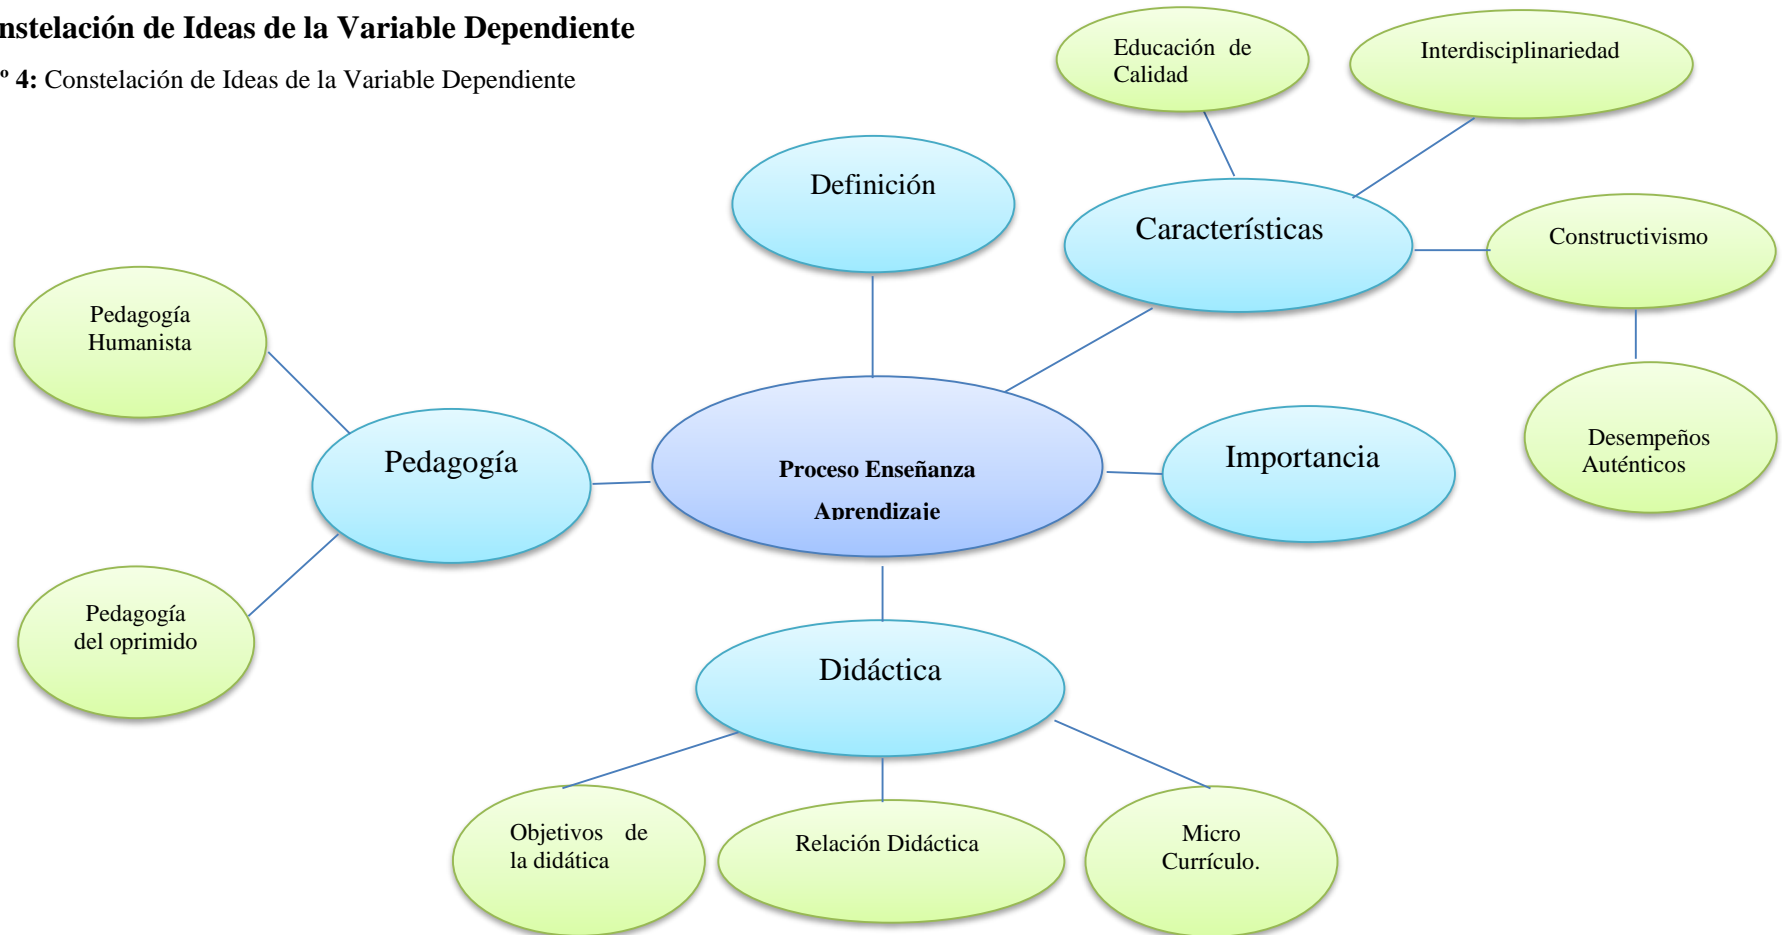 nstelación de Ideas de la Variable Dependiente
º 4: Constelación de Ideas de la Variable Dependiente
Educación de
Calidad
Interdisciplinariedad
Definición
Características
Constructivismo
Pedagogía
Humanista
Pedagogía
Proceso Enseñanza
Aprendizaje
Importancia
Desempeños
Auténticos
Pedagogía
del oprimido
Didáctica
Objetivos de
la didática
Relación Didáctica
Micro
Currículo.